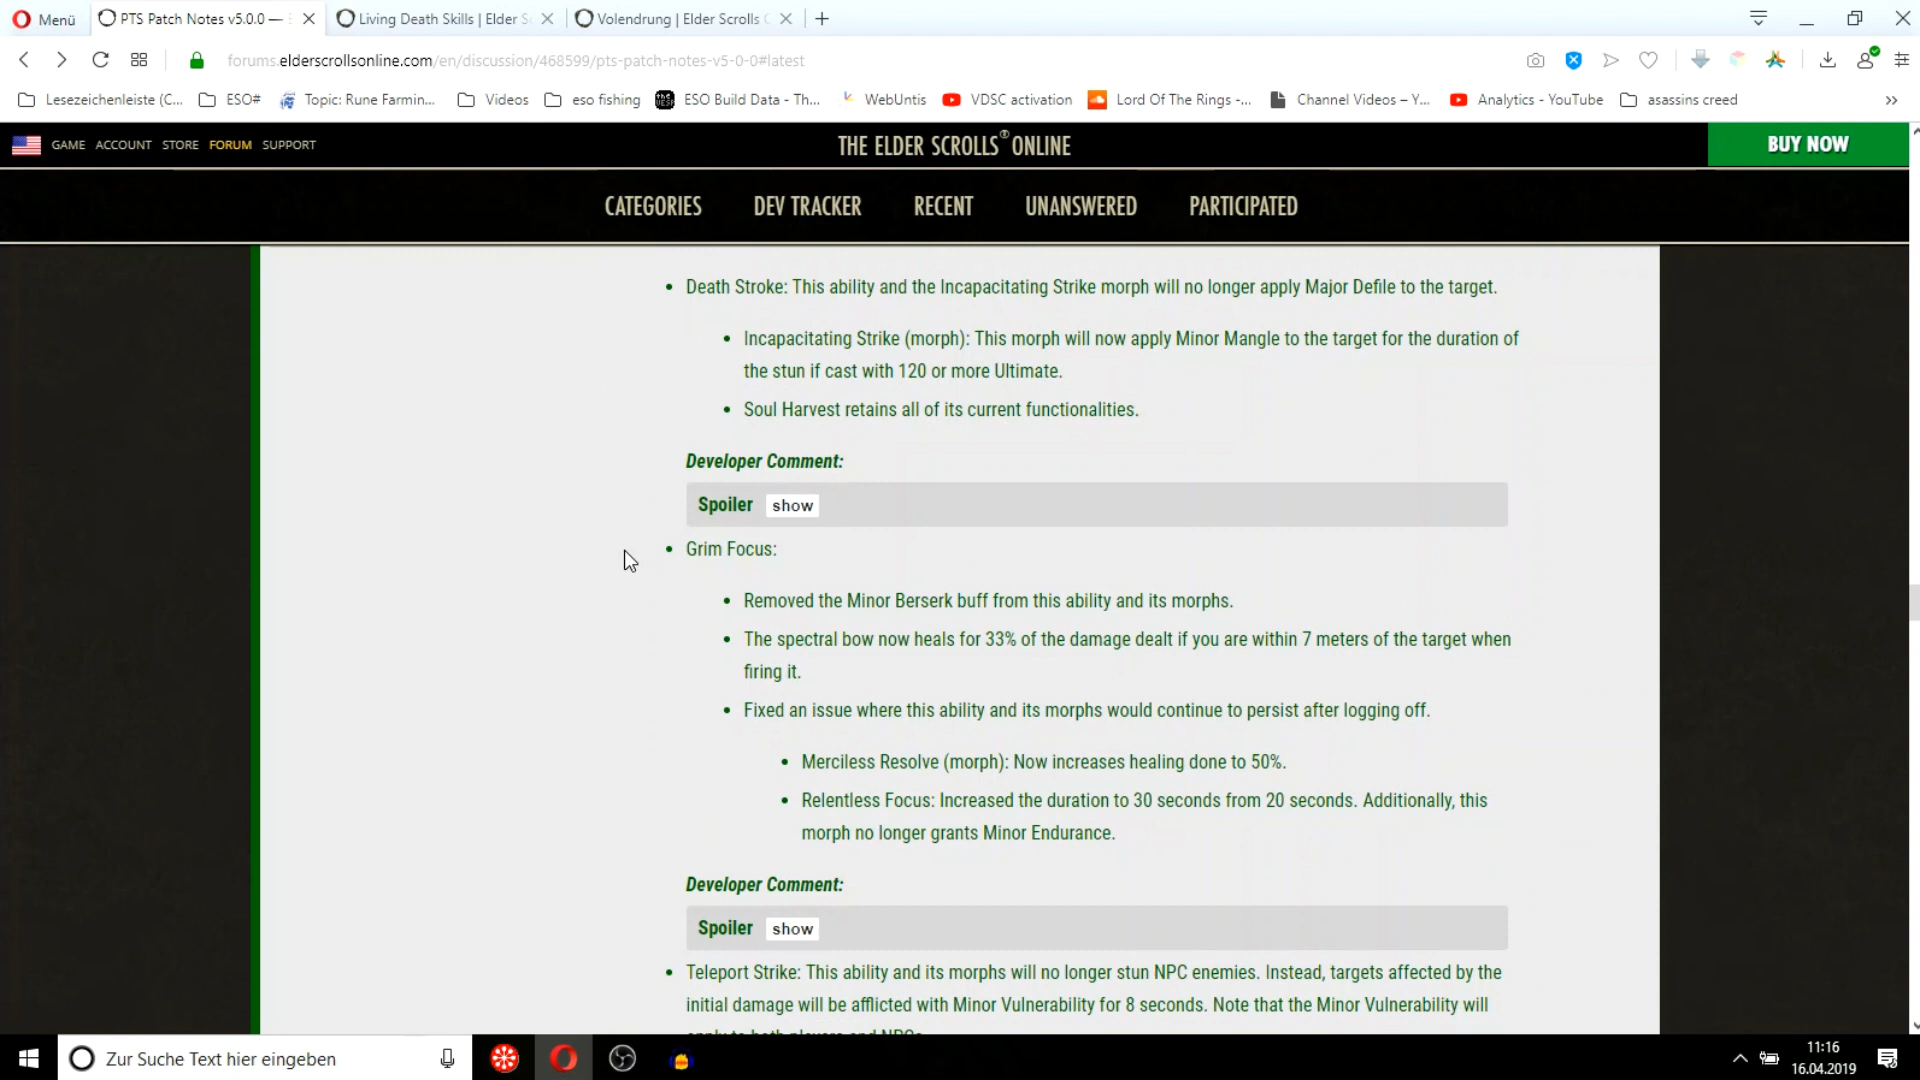 Menü
PTS Patch Notes v5.0.0 —
Living Death Skills | Elder S
Volendrung | Elder Scrolls
forums.elderscrollsonline.com/en/discussion/468599/pts-patch-notes-v5-0-0#latest
Lesezeichenleiste (C... ESO# Topic: Rune Farmin... Videos eso fishing ESO Build Data - Th... WebUntis VDSC activation Lord Of The Rings -... Channel Videos – Y... Analytics - YouTube assasins creed
GAME ACCOUNT STORE FORUM SUPPORT
THE ELDER SCROLLS® ONLINE
BUY NOW
CATEGORIES DEV TRACKER RECENT UNANSWERED PARTICIPATED
• Death Stroke: This ability and the Incapacitating Strike morph will no longer apply Major Defile to the target.
• Incapacitating Strike (morph): This morph will now apply Minor Mangle to the target for the duration of
the stun if cast with 120 or more Ultimate.
• Soul Harvest retains all of its current functionalities.
Developer Comment:
Spoiler show
• Grim Focus:
• Removed the Minor Berserk buff from this ability and its morphs.
• The spectral bow now heals for 33% of the damage dealt if you are within 7 meters of the target when
firing it.
• Fixed an issue where this ability and its morphs would continue to persist after logging off.
• Merciless Resolve (morph): Now increases healing done to 50%.
• Relentless Focus: Increased the duration to 30 seconds from 20 seconds. Additionally, this
morph no longer grants Minor Endurance.
Developer Comment:
Spoiler show
• Teleport Strike: This ability and its morphs will no longer stun NPC enemies. Instead, targets affected by the
initial damage will be afflicted with Minor Vulnerability for 8 seconds. Note that the Minor Vulnerability will
apply to both players and NPCs.
Zur Suche Text hier eingeben
11:16
16.04.2019